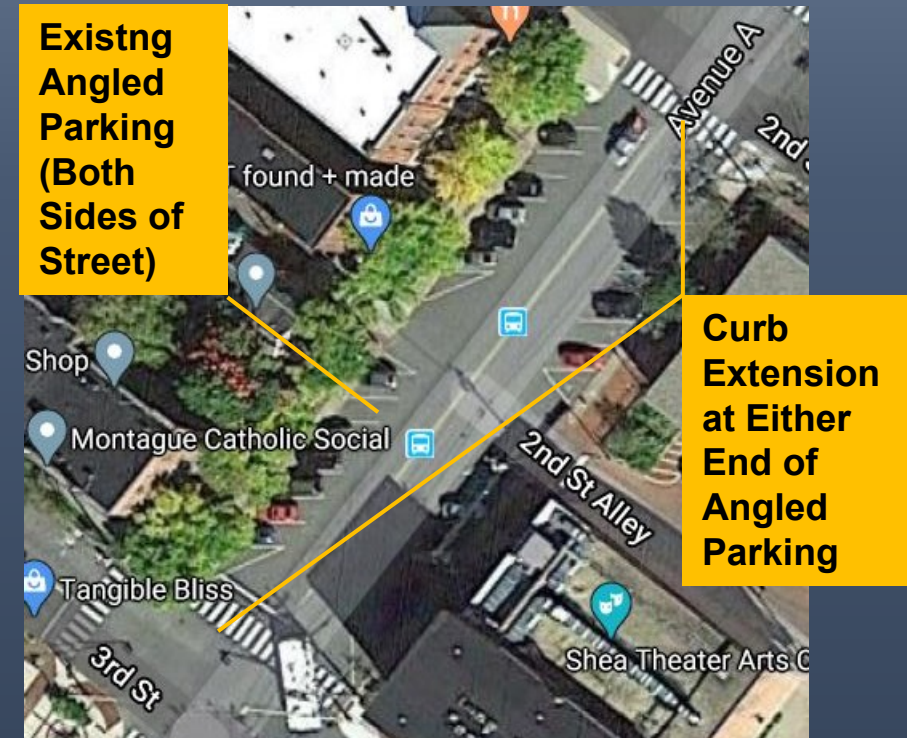 Existng
Angled
Parking
(Both
Sides of
Street)
Avenue A
2nd
T found + made
Curb
Extension
at Either
End of
Angled
Parking
Shop
Montague Catholic Social
2nd St Alley
Tangible Bliss
3rd St
Shea Theater Arts C